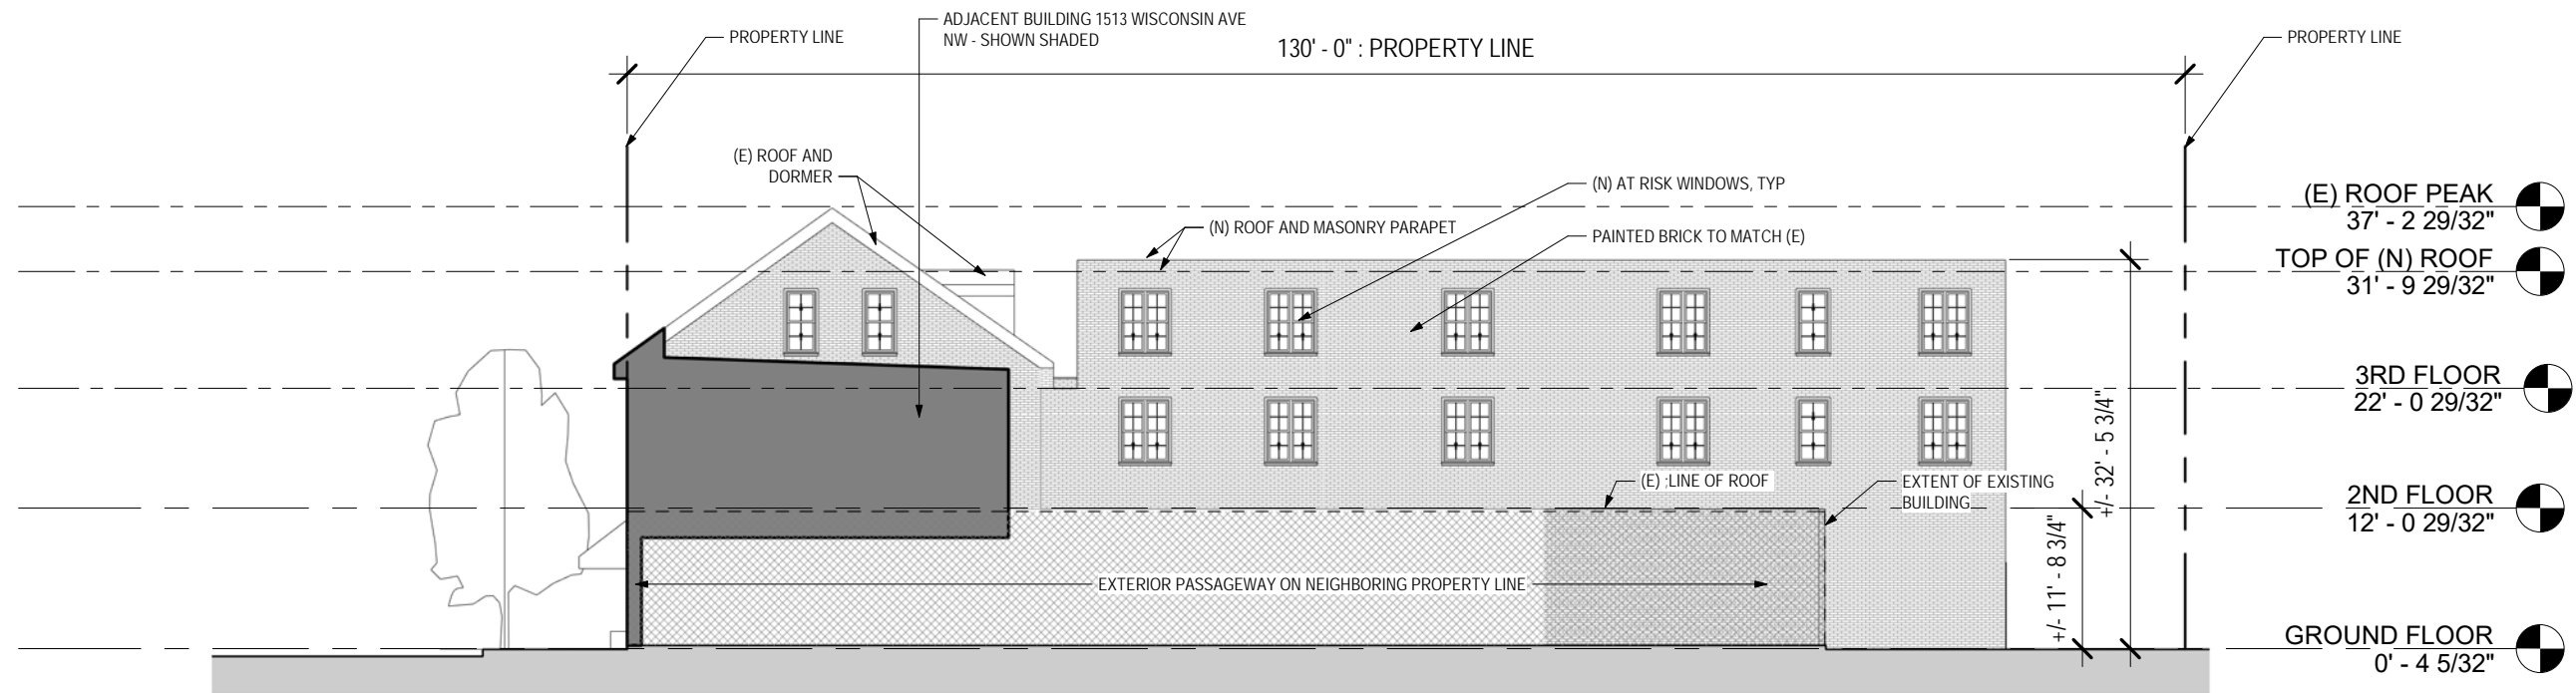 ADJACENT BUILDING 1513 WISCONSIN AVE
NW - SHOWN SHADED
PROPERTY LINE
130' - 0" : PROPERTY LINE
PROPERTY LINE
(E) ROOF AND
DORMER
(N) AT RISK WINDOWS, TYP
(N) ROOF AND MASONRY PARAPET
PAINTED BRICK TO MATCH (E)
(E) ROOF PEAK
37' - 2 29/32"
TOP OF (N) ROOF
31' - 9 29/32"
3RD FLOOR
22' - 0 29/32"
+/- 32' - 5 3/4"
(E) :LINE OF ROOF
EXTENT OF EXISTING
BUILDING
2ND FLOOR
12' - 0 29/32"
+/- 11' - 8 3/4"
EXTERIOR PASSAGEWAY ON NEIGHBORING PROPERTY LINE
GROUND FLOOR
0' - 4 5/32"